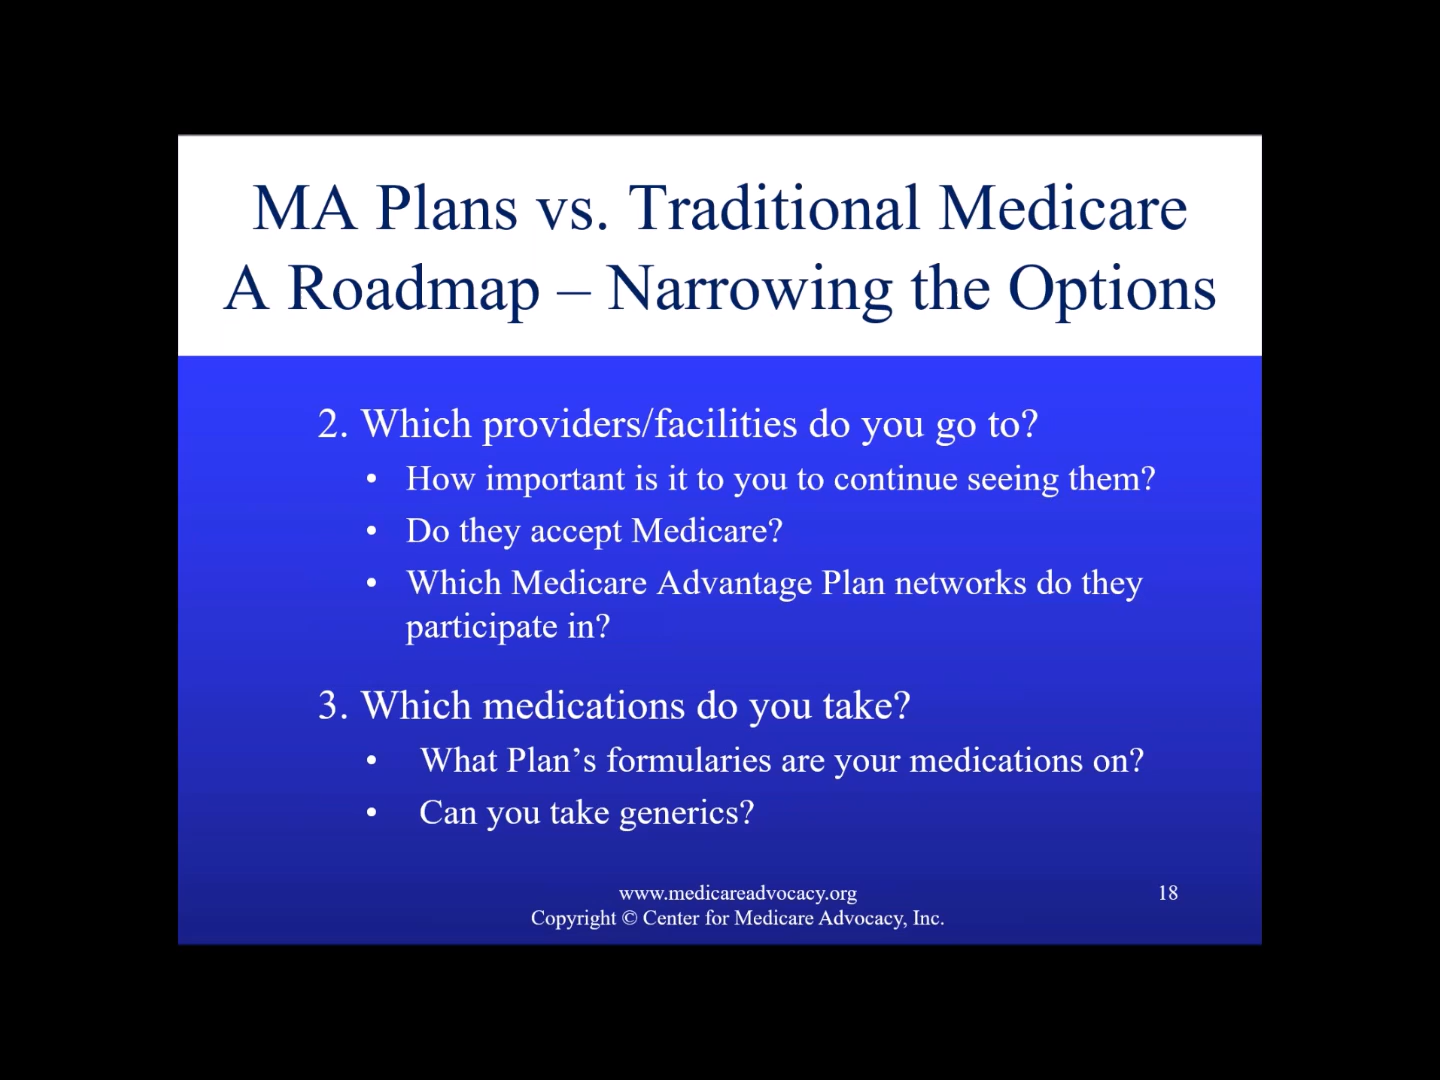 MA Plans vs. Traditional Medicare
A Roadmap – Narrowing the Options
2. Which providers/facilities do you go to?
• How important is it to you to continue seeing them?
• Do they accept Medicare?
• Which Medicare Advantage Plan networks do they
participate in?
3. Which medications do you take?
• What Plan’s formularies are your medications on?
• Can you take generics?
www.medicareadvocacy.org
18
Copyright © Center for Medicare Advocacy, Inc.